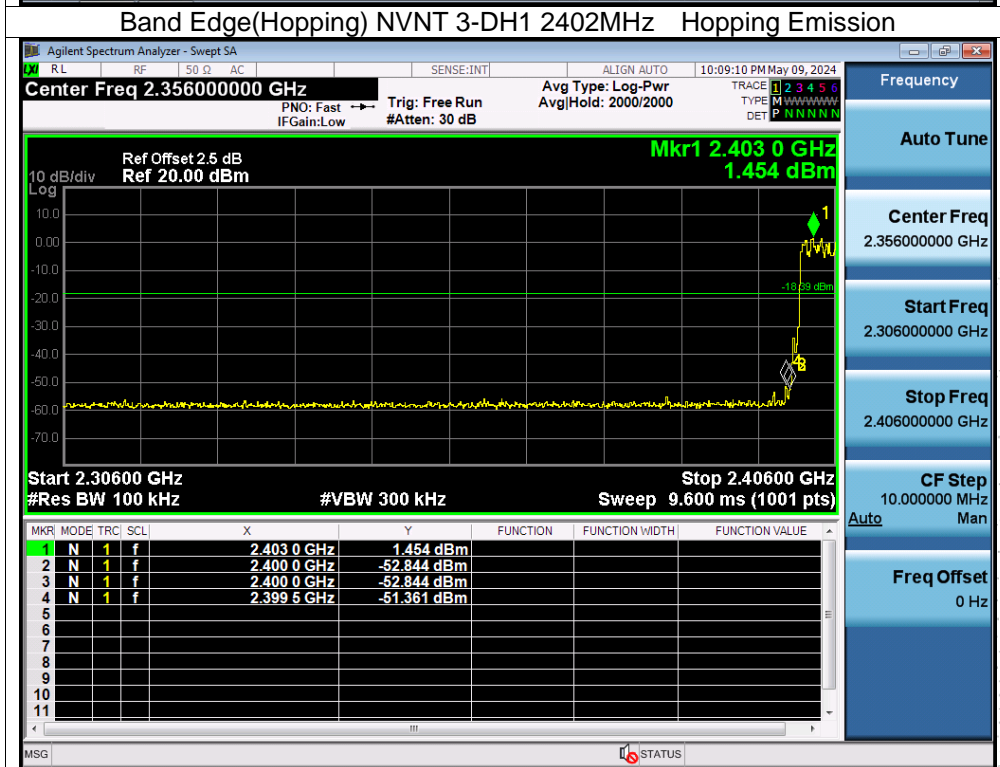 Band Edge(Hopping) NVNT 3-DH1 2402MHz Hopping Emission
Agilent Spectrum Analyzer - Swept SA
LXI RL RF 50 Ω AC SENSE:INT ALIGN AUTO 10:09:10 PM May 09, 2024
Center Freq 2.356000000 GHz
PNO: Fast
IFGain:Low
Trig: Free Run
#Atten: 30 dB
Avg Type: Log-Pwr
Avg|Hold: 2000/2000
TRACE 1 2 3 4 5 6
TYPE M WWWWW
DET P N N N N N
Ref Offset 2.5 dB
10 dB/div Ref 20.00 dBm
Log
Mkr1 2.403 0 GHz
1.454 dBm
10.0
0.00
-10.0
-20.0
-30.0
-40.0
-50.0
-60.0
-70.0
1
-18.39 dBm
Start 2.30600 GHz Stop 2.40600 GHz
#Res BW 100 kHz #VBW 300 kHz Sweep 9.600 ms (1001 pts)
MKR MODE TRC SCL X Y FUNCTION FUNCTION WIDTH FUNCTION VALUE
1 N 1 f 2.403 0 GHz 1.454 dBm
2 N 1 f 2.400 0 GHz -52.844 dBm
3 N 1 f 2.400 0 GHz -52.844 dBm
4 N 1 f 2.399 5 GHz -51.361 dBm
5
6
7
8
9
10
11
MSG STATUS
Frequency
Auto Tune
Center Freq
2.356000000 GHz
Start Freq
2.306000000 GHz
Stop Freq
2.406000000 GHz
CF Step
10.000000 MHz
Auto Man
Freq Offset
0 Hz